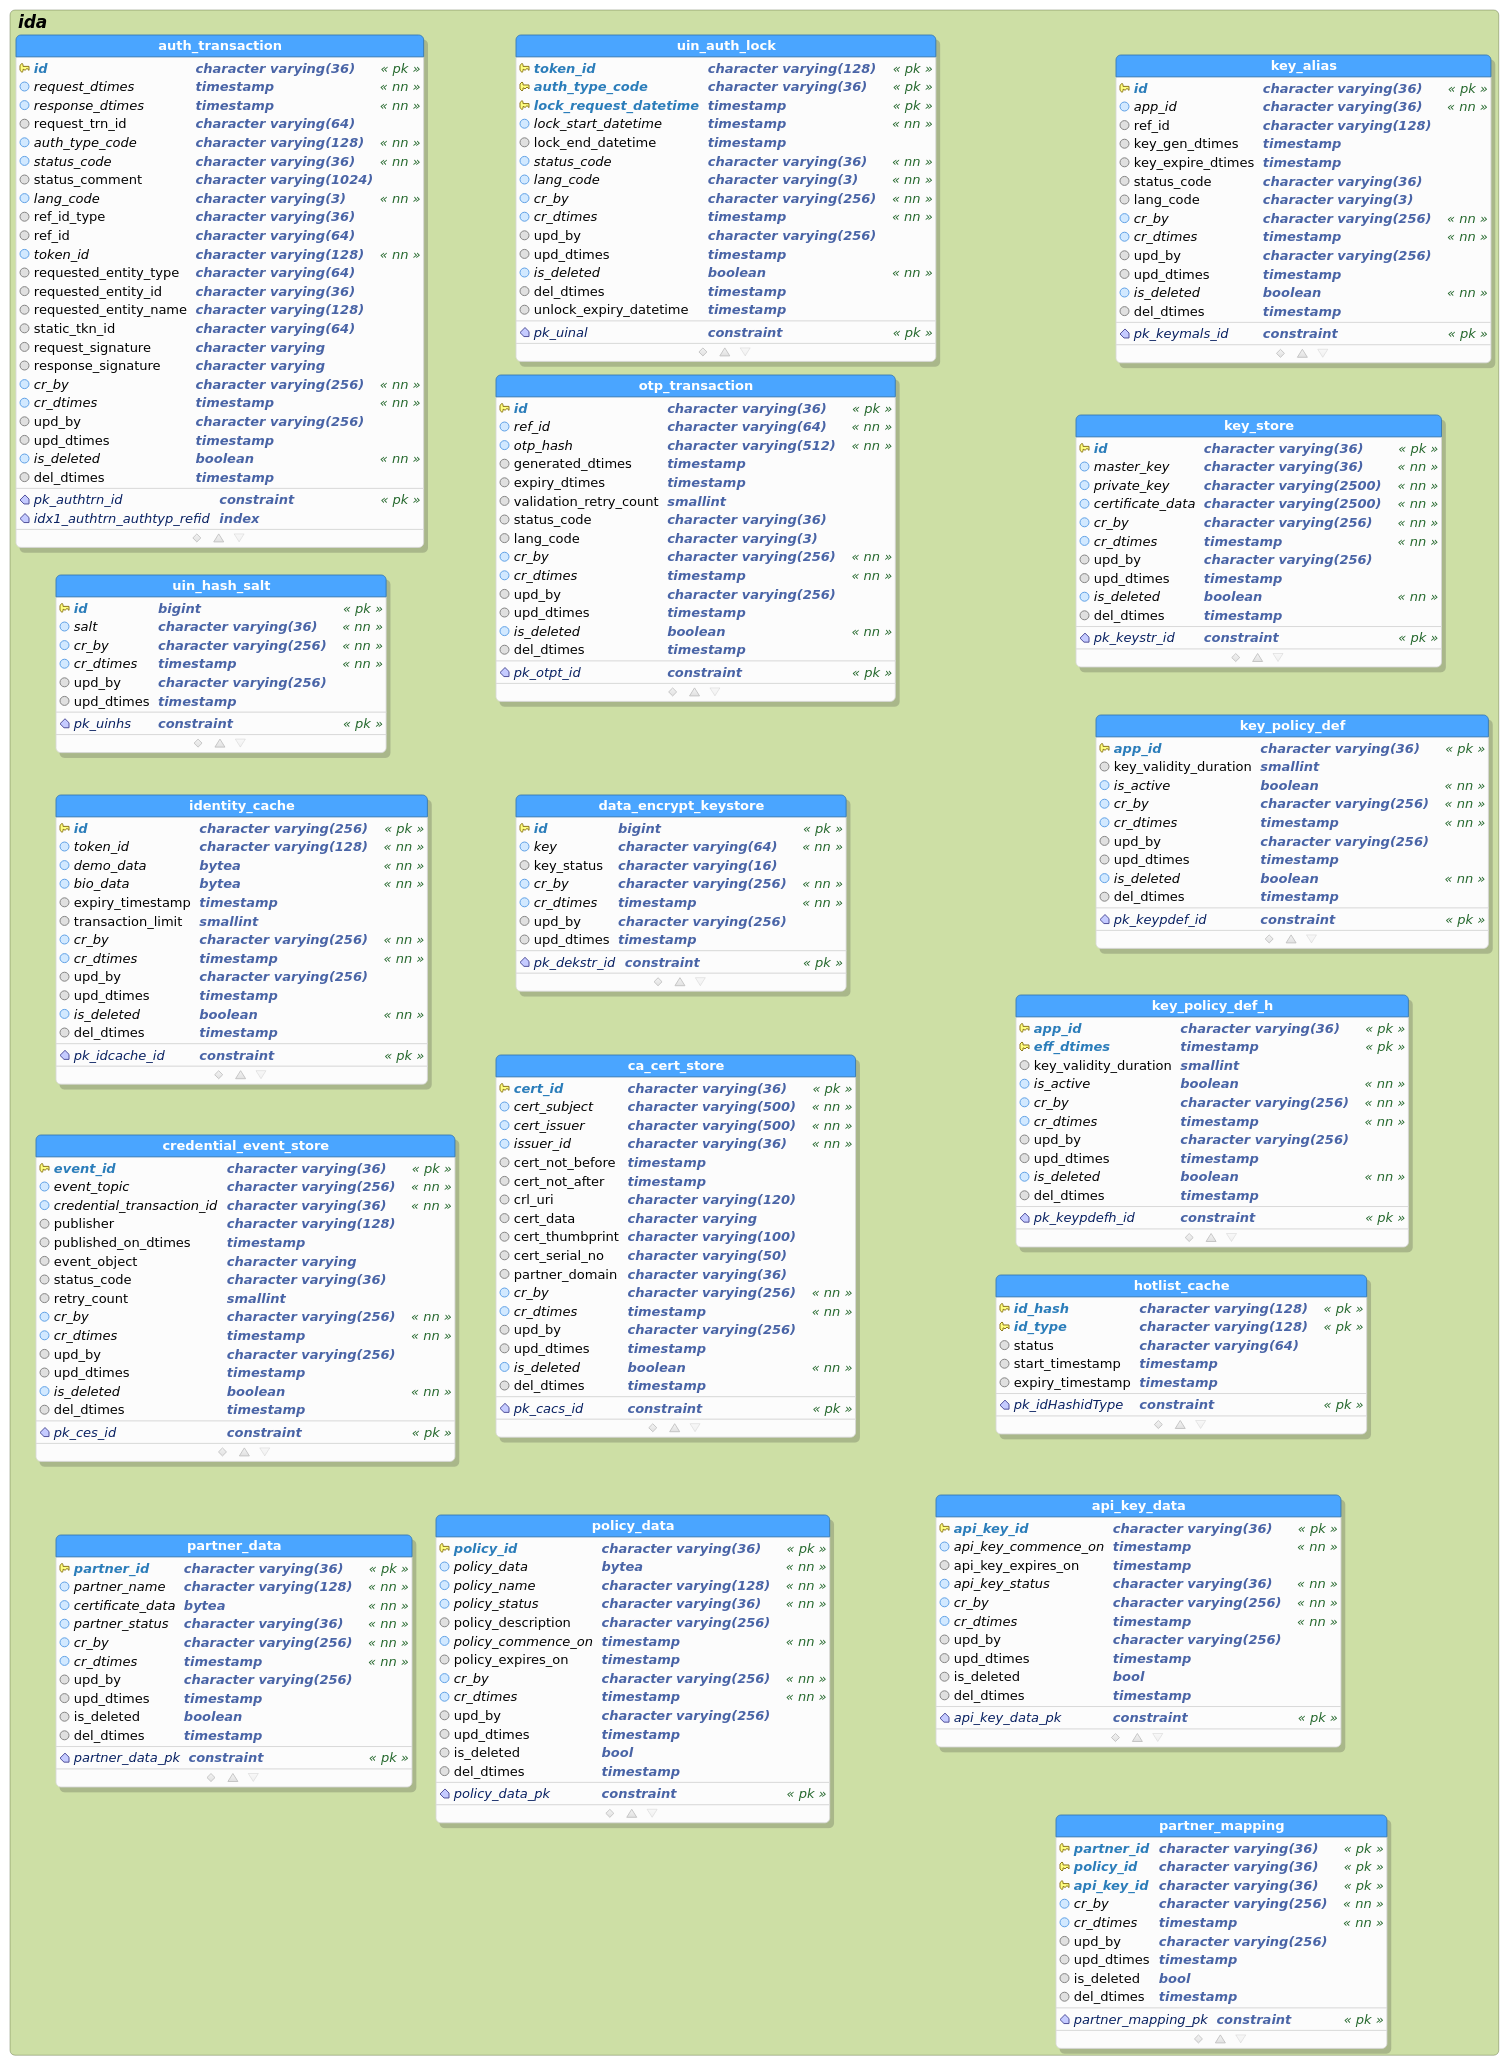 ida
auth_transaction
id character varying(36) « pk »
request_dtimes timestamp « nn »
response_dtimes timestamp « nn »
request_trn_id character varying(64)
auth_type_code character varying(128) « nn »
status_code character varying(36) « nn »
status_comment character varying(1024)
lang_code character varying(3) « nn »
ref_id_type character varying(36)
ref_id character varying(64)
token_id character varying(128) « nn »
requested_entity_type character varying(64)
requested_entity_id character varying(36)
requested_entity_name character varying(128)
static_tkn_id character varying(64)
request_signature character varying
response_signature character varying
cr_by character varying(256) « nn »
cr_dtimes timestamp « nn »
upd_by character varying(256)
upd_dtimes timestamp
is_deleted boolean « nn »
del_dtimes timestamp
pk_authtrn_id constraint « pk »
idx1_authtrn_authtyp_refid index
uin_auth_lock
token_id character varying(128) « pk »
auth_type_code character varying(36) « pk »
lock_request_datetime timestamp « pk »
lock_start_datetime timestamp « nn »
lock_end_datetime timestamp
status_code character varying(36) « nn »
lang_code character varying(3) « nn »
cr_by character varying(256) « nn »
cr_dtimes timestamp « nn »
upd_by character varying(256)
upd_dtimes timestamp
is_deleted boolean « nn »
del_dtimes timestamp
unlock_expiry_datetime timestamp
pk_uinal constraint « pk »
key_alias
id character varying(36) « pk »
app_id character varying(36) « nn »
ref_id character varying(128)
key_gen_dtimes timestamp
key_expire_dtimes timestamp
status_code character varying(36)
lang_code character varying(3)
cr_by character varying(256) « nn »
cr_dtimes timestamp « nn »
upd_by character varying(256)
upd_dtimes timestamp
is_deleted boolean « nn »
del_dtimes timestamp
pk_keymals_id constraint « pk »
otp_transaction
id character varying(36) « pk »
ref_id character varying(64) « nn »
otp_hash character varying(512) « nn »
generated_dtimes timestamp
expiry_dtimes timestamp
validation_retry_count smallint
status_code character varying(36)
lang_code character varying(3)
cr_by character varying(256) « nn »
cr_dtimes timestamp « nn »
upd_by character varying(256)
upd_dtimes timestamp
is_deleted boolean « nn »
del_dtimes timestamp
pk_otpt_id constraint « pk »
key_store
id character varying(36) « pk »
master_key character varying(36) « nn »
private_key character varying(2500) « nn »
certificate_data character varying(2500) « nn »
cr_by character varying(256) « nn »
cr_dtimes timestamp « nn »
upd_by character varying(256)
upd_dtimes timestamp
is_deleted boolean « nn »
del_dtimes timestamp
pk_keystr_id constraint « pk »
uin_hash_salt
id bigint « pk »
salt character varying(36) « nn »
cr_by character varying(256) « nn »
cr_dtimes timestamp « nn »
upd_by character varying(256)
upd_dtimes timestamp
pk_uinhs constraint « pk »
key_policy_def
app_id character varying(36) « pk »
key_validity_duration smallint
is_active boolean « nn »
cr_by character varying(256) « nn »
cr_dtimes timestamp « nn »
upd_by character varying(256)
upd_dtimes timestamp
is_deleted boolean « nn »
del_dtimes timestamp
pk_keypdef_id constraint « pk »
identity_cache
id character varying(256) « pk »
token_id character varying(128) « nn »
demo_data bytea « nn »
bio_data bytea « nn »
expiry_timestamp timestamp
transaction_limit smallint
cr_by character varying(256) « nn »
cr_dtimes timestamp « nn »
upd_by character varying(256)
upd_dtimes timestamp
is_deleted boolean « nn »
del_dtimes timestamp
pk_idcache_id constraint « pk »
data_encrypt_keystore
id bigint « pk »
key character varying(64) « nn »
key_status character varying(16)
cr_by character varying(256) « nn »
cr_dtimes timestamp « nn »
upd_by character varying(256)
upd_dtimes timestamp
pk_dekstr_id constraint « pk »
key_policy_def_h
app_id character varying(36) « pk »
eff_dtimes timestamp « pk »
key_validity_duration smallint
is_active boolean « nn »
cr_by character varying(256) « nn »
cr_dtimes timestamp « nn »
upd_by character varying(256)
upd_dtimes timestamp
is_deleted boolean « nn »
del_dtimes timestamp
pk_keypdefh_id constraint « pk »
ca_cert_store
cert_id character varying(36) « pk »
cert_subject character varying(500) « nn »
cert_issuer character varying(500) « nn »
issuer_id character varying(36) « nn »
cert_not_before timestamp
cert_not_after timestamp
crl_uri character varying(120)
cert_data character varying
cert_thumbprint character varying(100)
cert_serial_no character varying(50)
partner_domain character varying(36)
cr_by character varying(256) « nn »
cr_dtimes timestamp « nn »
upd_by character varying(256)
upd_dtimes timestamp
is_deleted boolean « nn »
del_dtimes timestamp
pk_cacs_id constraint « pk »
credential_event_store
event_id character varying(36) « pk »
event_topic character varying(256) « nn »
credential_transaction_id character varying(36) « nn »
publisher character varying(128)
published_on_dtimes timestamp
event_object character varying
status_code character varying(36)
retry_count smallint
cr_by character varying(256) « nn »
cr_dtimes timestamp « nn »
upd_by character varying(256)
upd_dtimes timestamp
is_deleted boolean « nn »
del_dtimes timestamp
pk_ces_id constraint « pk »
hotlist_cache
id_hash character varying(128) « pk »
id_type character varying(128) « pk »
status character varying(64)
start_timestamp timestamp
expiry_timestamp timestamp
pk_idHashidType constraint « pk »
partner_data
partner_id character varying(36) « pk »
partner_name character varying(128) « nn »
certificate_data bytea « nn »
partner_status character varying(36) « nn »
cr_by character varying(256) « nn »
cr_dtimes timestamp « nn »
upd_by character varying(256)
upd_dtimes timestamp
is_deleted boolean
del_dtimes timestamp
partner_data_pk constraint « pk »
policy_data
policy_id character varying(36) « pk »
policy_data bytea « nn »
policy_name character varying(128) « nn »
policy_status character varying(36) « nn »
policy_description character varying(256)
policy_commence_on timestamp « nn »
policy_expires_on timestamp
cr_by character varying(256) « nn »
cr_dtimes timestamp « nn »
upd_by character varying(256)
upd_dtimes timestamp
is_deleted bool
del_dtimes timestamp
policy_data_pk constraint « pk »
api_key_data
api_key_id character varying(36) « pk »
api_key_commence_on timestamp « nn »
api_key_expires_on timestamp
api_key_status character varying(36) « nn »
cr_by character varying(256) « nn »
cr_dtimes timestamp « nn »
upd_by character varying(256)
upd_dtimes timestamp
is_deleted bool
del_dtimes timestamp
api_key_data_pk constraint « pk »
partner_mapping
partner_id character varying(36) « pk »
policy_id character varying(36) « pk »
api_key_id character varying(36) « pk »
cr_by character varying(256) « nn »
cr_dtimes timestamp « nn »
upd_by character varying(256)
upd_dtimes timestamp
is_deleted bool
del_dtimes timestamp
partner_mapping_pk constraint « pk »